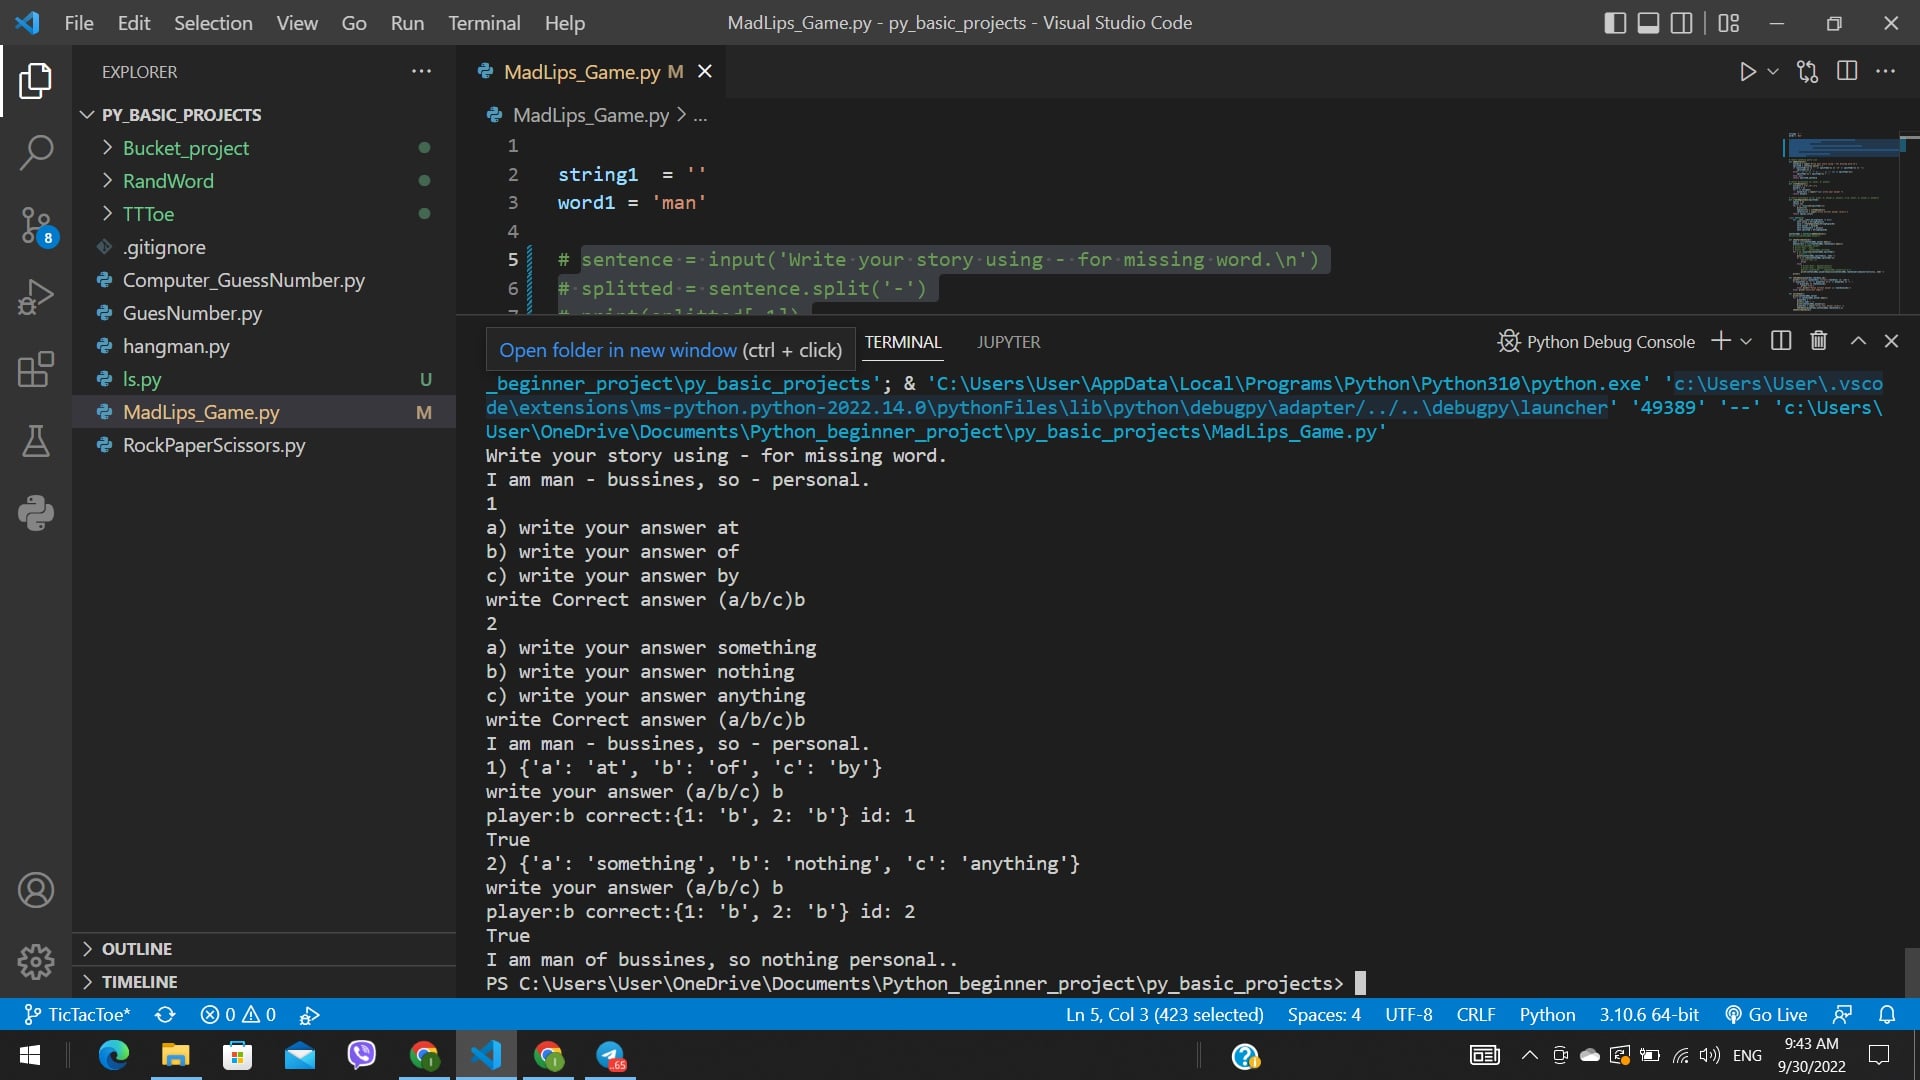 File Edit Selection View Go Run Terminal Help
MadLips_Game.py - py_basic_projects - Visual Studio Code
EXPLORER
PY_BASIC_PROJECTS
Bucket_project
RandWord
TTToe
.gitignore
Computer_GuessNumber.py
GuesNumber.py
hangman.py
ls.py U
MadLips_Game.py M
RockPaperScissors.py
OUTLINE
TIMELINE
8
MadLips_Game.py M
MadLips_Game.py > ...
1
2 string1  = ''
3 word1 = 'man'
4
5 # sentence = input('Write your story using - for missing word.\n')
6 # splitted = sentence.split('-')
Open folder in new window (ctrl + click)
TERMINAL JUPYTER
Python Debug Console
_beginner_project\py_basic_projects'; & 'C:\Users\User\AppData\Local\Programs\Python\Python310\python.exe' 'c:\Users\User\.vsco
de\extensions\ms-python.python-2022.14.0\pythonFiles\lib\python\debugpy\adapter/../..\debugpy\launcher' '49389' '--' 'c:\Users\
User\OneDrive\Documents\Python_beginner_project\py_basic_projects\MadLips_Game.py'
Write your story using - for missing word.
I am man - bussines, so - personal.
1
a) write your answer at
b) write your answer of
c) write your answer by
write Correct answer (a/b/c)b
2
a) write your answer something
b) write your answer nothing
c) write your answer anything
write Correct answer (a/b/c)b
I am man - bussines, so - personal.
1) {'a': 'at', 'b': 'of', 'c': 'by'}
write your answer (a/b/c) b
player:b correct:{1: 'b', 2: 'b'} id: 1
True
2) {'a': 'something', 'b': 'nothing', 'c': 'anything'}
write your answer (a/b/c) b
player:b correct:{1: 'b', 2: 'b'} id: 2
True
I am man of bussines, so nothing personal..
PS C:\Users\User\OneDrive\Documents\Python_beginner_project\py_basic_projects>
TicTacToe* 0 0
Ln 5, Col 3 (423 selected) Spaces: 4 UTF-8 CRLF Python 3.10.6 64-bit Go Live
ENG
9:43 AM
9/30/2022